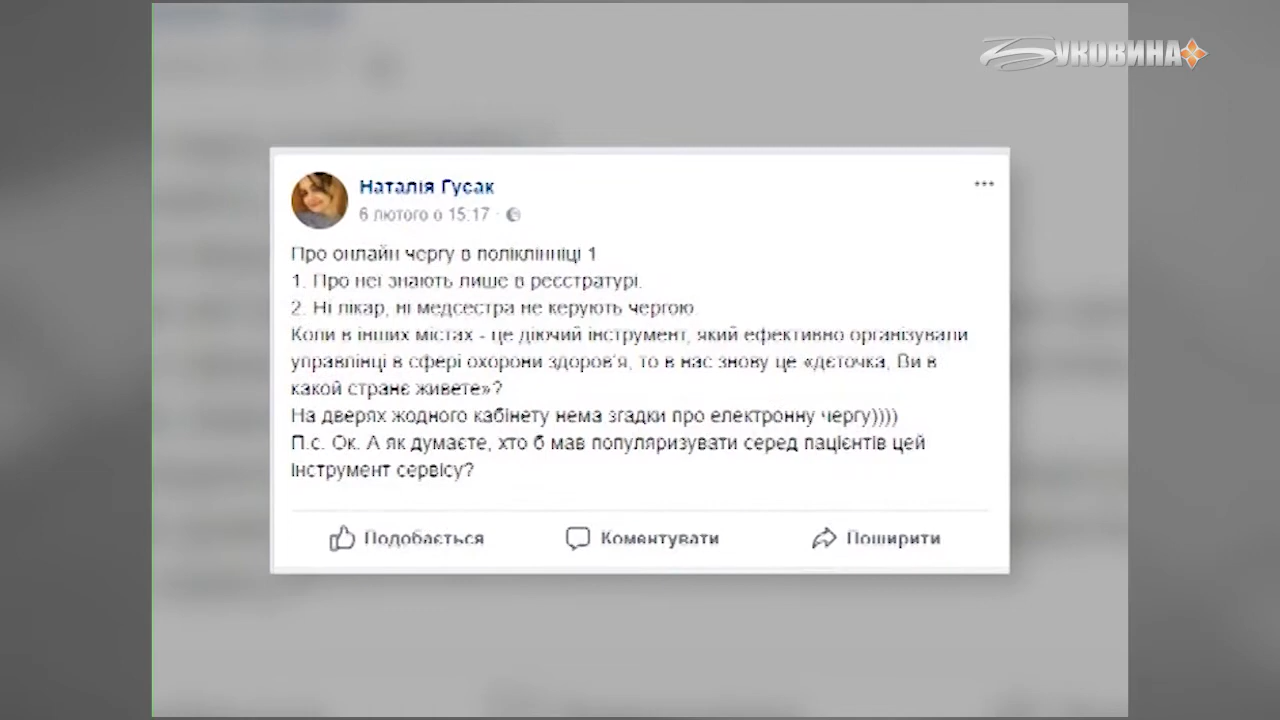 Буковина
Наталія Гусак
6 лютого о 15:17 ·
Про онлайн чергу в поліклінніці 1
1. Про неї знають лише в реєстратурі.
2. Ні лікар, ні медсестра не керують чергою.
Коли в інших містах - це діючий інструмент, який ефективно організували
управлінці в сфері охорони здоров'я, то в нас знову це «дєточка, Ви в
какой странє живете»?
На дверях жодного кабінету нема згадки про електронну чергу))))
П.с. Ок. А як думаєте, хто б мав популяризувати серед пацієнтів цей
інструмент сервісу?
Подобається
Коментувати
Поширити